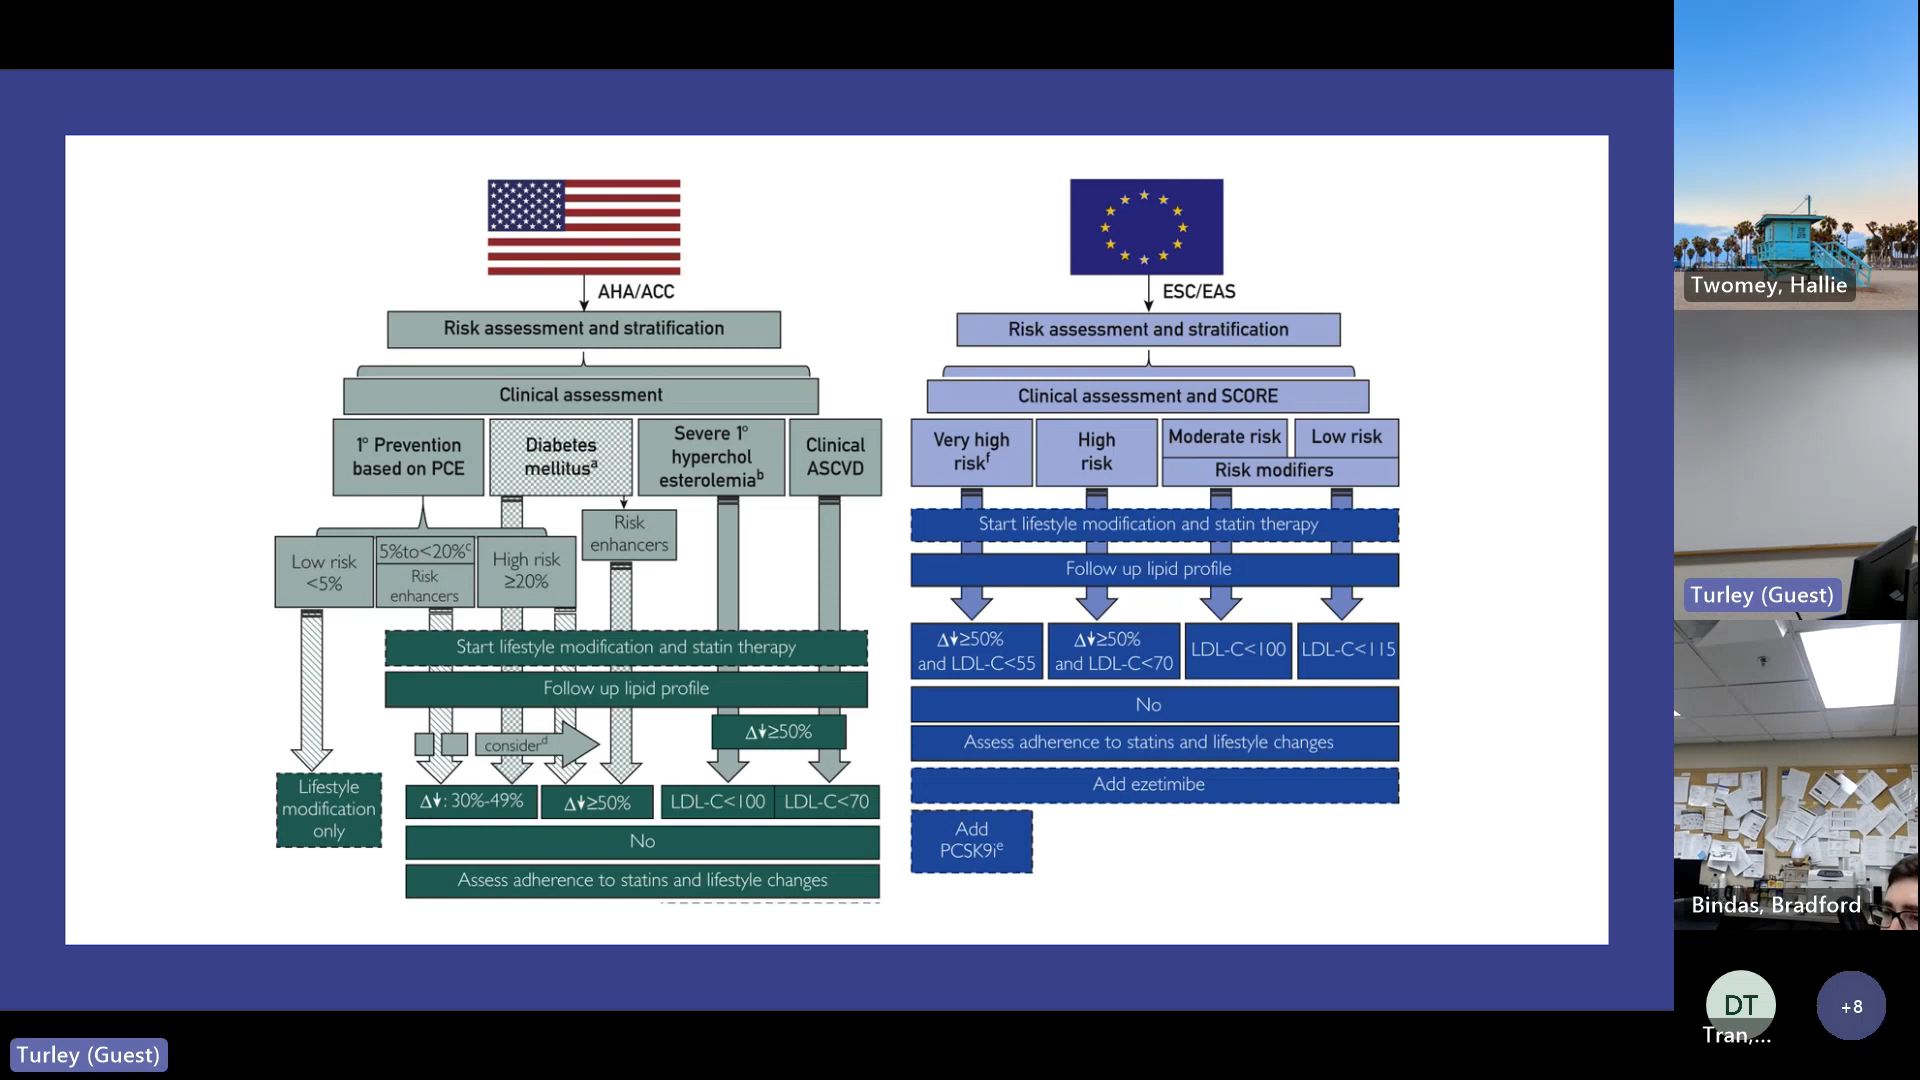 AHA/ACC
Risk assessment and stratification
Clinical assessment
1° Prevention
based on PCE
Diabetes
mellitusᵃ
Severe 1°
hyperchol
esterolemiaᵇ
Clinical
ASCVD
Risk
enhancers
Low risk
<5%
5%to<20%ᶜ
Risk
enhancers
High risk
≥20%
Start lifestyle modification and statin therapy
Follow up lipid profile
Δ↓≥50%
considerᵈ
Lifestyle
modification
only
Δ↓: 30%-49%
Δ↓≥50%
LDL-C<100
LDL-C<70
No
Assess adherence to statins and lifestyle changes
ESC/EAS
Risk assessment and stratification
Clinical assessment and SCORE
Very high
riskᶠ
High
risk
Moderate risk
Low risk
Risk modifiers
Start lifestyle modification and statin therapy
Follow up lipid profile
Δ↓≥50%
and LDL-C<55
Δ↓≥50%
and LDL-C<70
LDL-C<100
LDL-C<115
No
Assess adherence to statins and lifestyle changes
Add ezetimibe
Add
PCSK9iᵉ
Twomey, Hallie
Turley (Guest)
Bindas, Bradford
DT
Tran,...
+8
Turley (Guest)